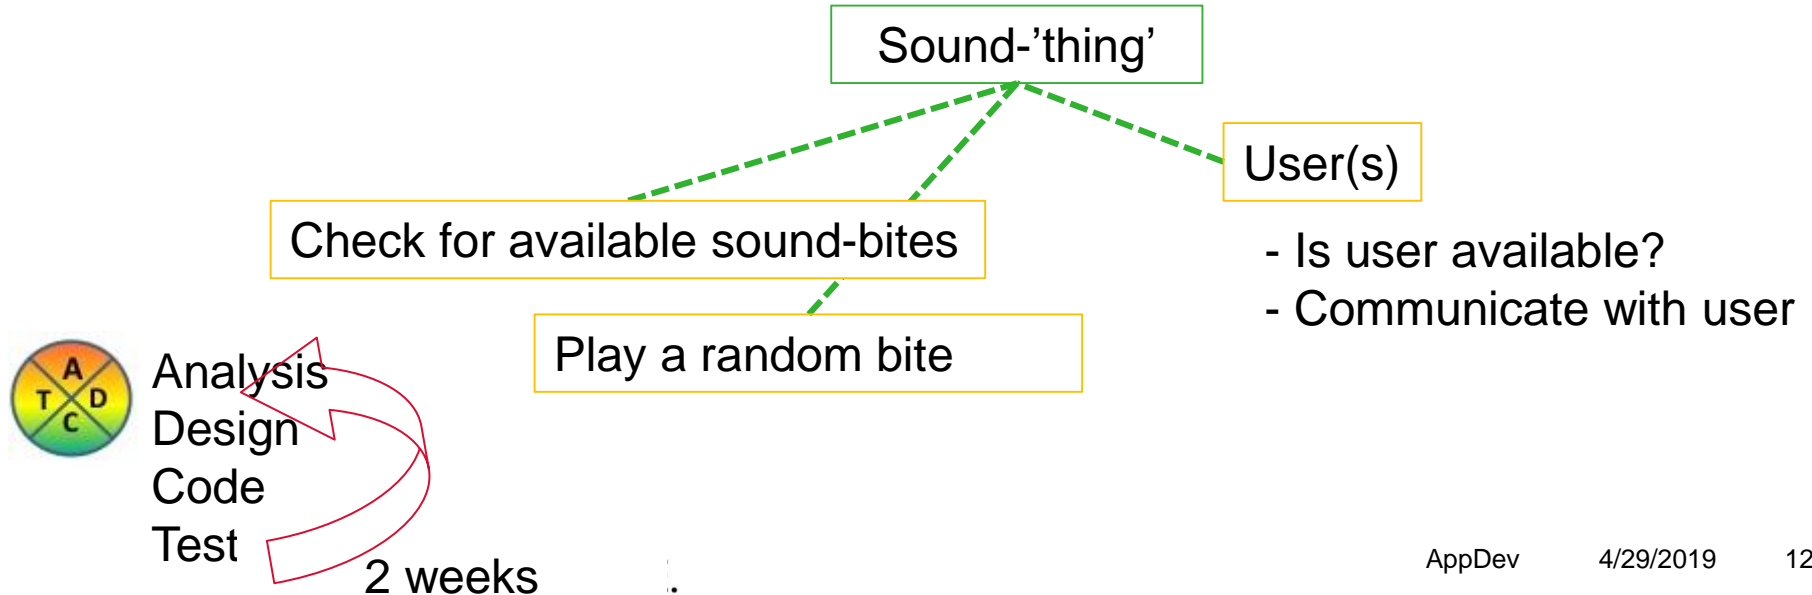 Sound-’thing’
User(s)
Check for available sound-bites
- Is user available?
- Communicate with user
Play a random bite
A
T D
C
Analysis
Design
Code
Test
2 weeks
AppDev 4/29/2019 12